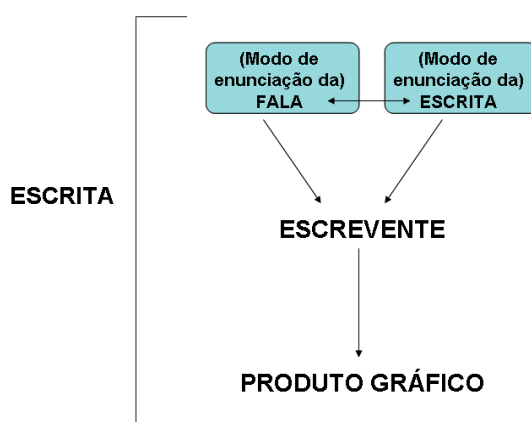 (Modo de
enunciação da)
FALA
(Modo de
enunciação da)
ESCRITA
ESCRITA
ESCREVENTE
PRODUTO GRÁFICO